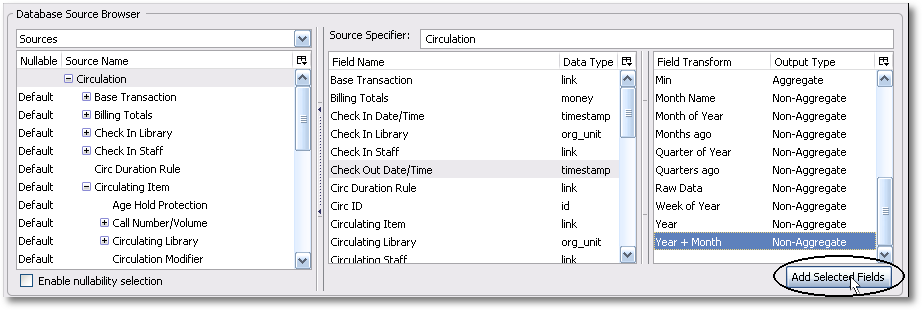 Database Source Browser
Sources
Source Specifier: Circulation
Nullable Source Name
Circulation
Default Base Transaction
Default Billing Totals
Default Check In Library
Default Check In Staff
Default Circ Duration Rule
Default Circulating Item
Default Age Hold Protection
Default Call Number/Volume
Default Circulating Library
Default Circulation Modifier
Enable nullability selection
Field Name Data Type
Base Transaction link
Billing Totals money
Check In Date/Time timestamp
Check In Library org_unit
Check In Staff link
Check Out Date/Time timestamp
Circ Duration Rule link
Circ ID id
Circulating Item link
Circulating Library org_unit
Circulating Staff link
Field Transform Output Type
Min Aggregate
Month Name Non-Aggregate
Month of Year Non-Aggregate
Months ago Non-Aggregate
Quarter of Year Non-Aggregate
Quarters ago Non-Aggregate
Raw Data Non-Aggregate
Week of Year Non-Aggregate
Year Non-Aggregate
Year + Month Non-Aggregate
Add Selected Fields